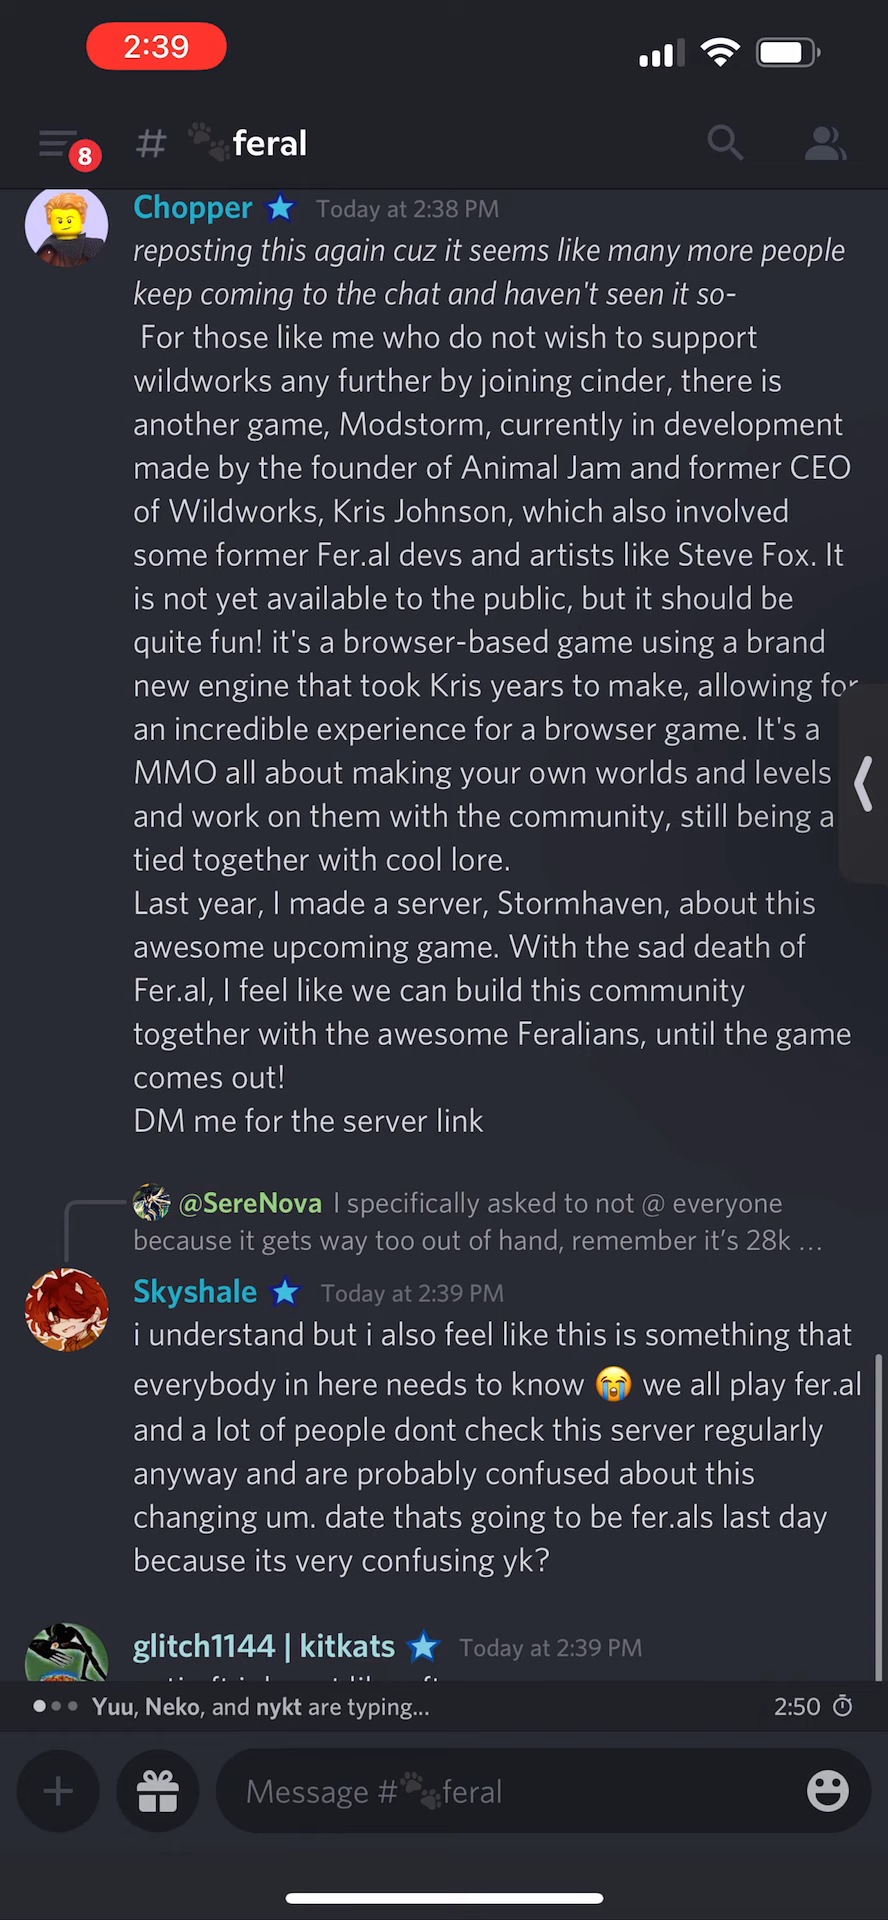 2:39
8
# 🐾feral
Chopper Today at 2:38 PM
reposting this again cuz it seems like many more people
keep coming to the chat and haven't seen it so-
For those like me who do not wish to support
wildworks any further by joining cinder, there is
another game, Modstorm, currently in development
made by the founder of Animal Jam and former CEO
of Wildworks, Kris Johnson, which also involved
some former Fer.al devs and artists like Steve Fox. It
is not yet available to the public, but it should be
quite fun! it's a browser-based game using a brand
new engine that took Kris years to make, allowing for
an incredible experience for a browser game. It's a
MMO all about making your own worlds and levels
and work on them with the community, still being a
tied together with cool lore.
Last year, I made a server, Stormhaven, about this
awesome upcoming game. With the sad death of
Fer.al, I feel like we can build this community
together with the awesome Feralians, until the game
comes out!
DM me for the server link
@SereNova I specifically asked to not @ everyone
because it gets way too out of hand, remember it's 28k ...
Skyshale Today at 2:39 PM
i understand but i also feel like this is something that
everybody in here needs to know 😭 we all play fer.al
and a lot of people dont check this server regularly
anyway and are probably confused about this
changing um. date thats going to be fer.als last day
because its very confusing yk?
glitch1144 | kitkats Today at 2:39 PM
Yuu, Neko, and nykt are typing... 2:50
Message #🐾feral